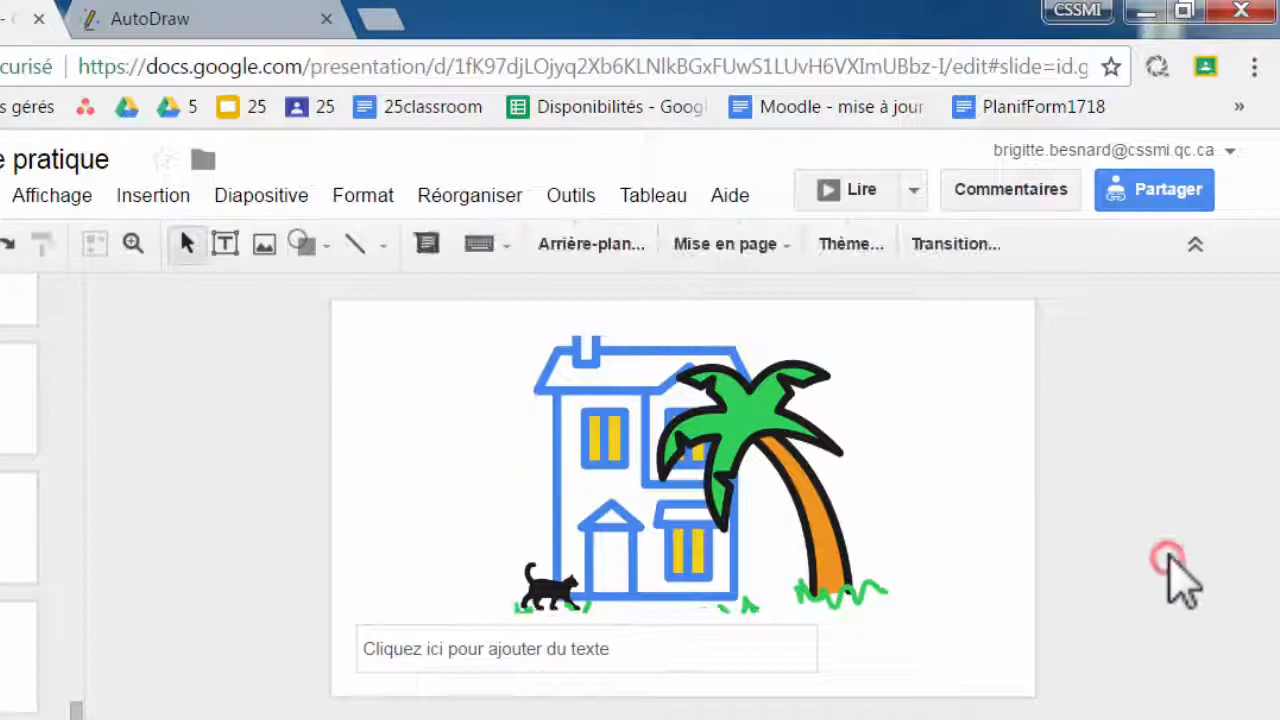 AutoDraw
CSSMI
curisé https://docs.google.com/presentation/d/1fK97djLOjyq2Xb6KLNlkBGxFUwS1LUvH6VXImUBbz-I/edit#slide=id.g
s gérés 5 25 25 25classroom Disponibilités - Googl Moodle - mise à jour PlanifForm1718 »
e pratique
brigitte.besnard@cssmi.qc.ca
Affichage Insertion Diapositive Format Réorganiser Outils Tableau Aide Lire Commentaires Partager
Arrière-plan... Mise en page Thème... Transition...
Cliquez ici pour ajouter du texte